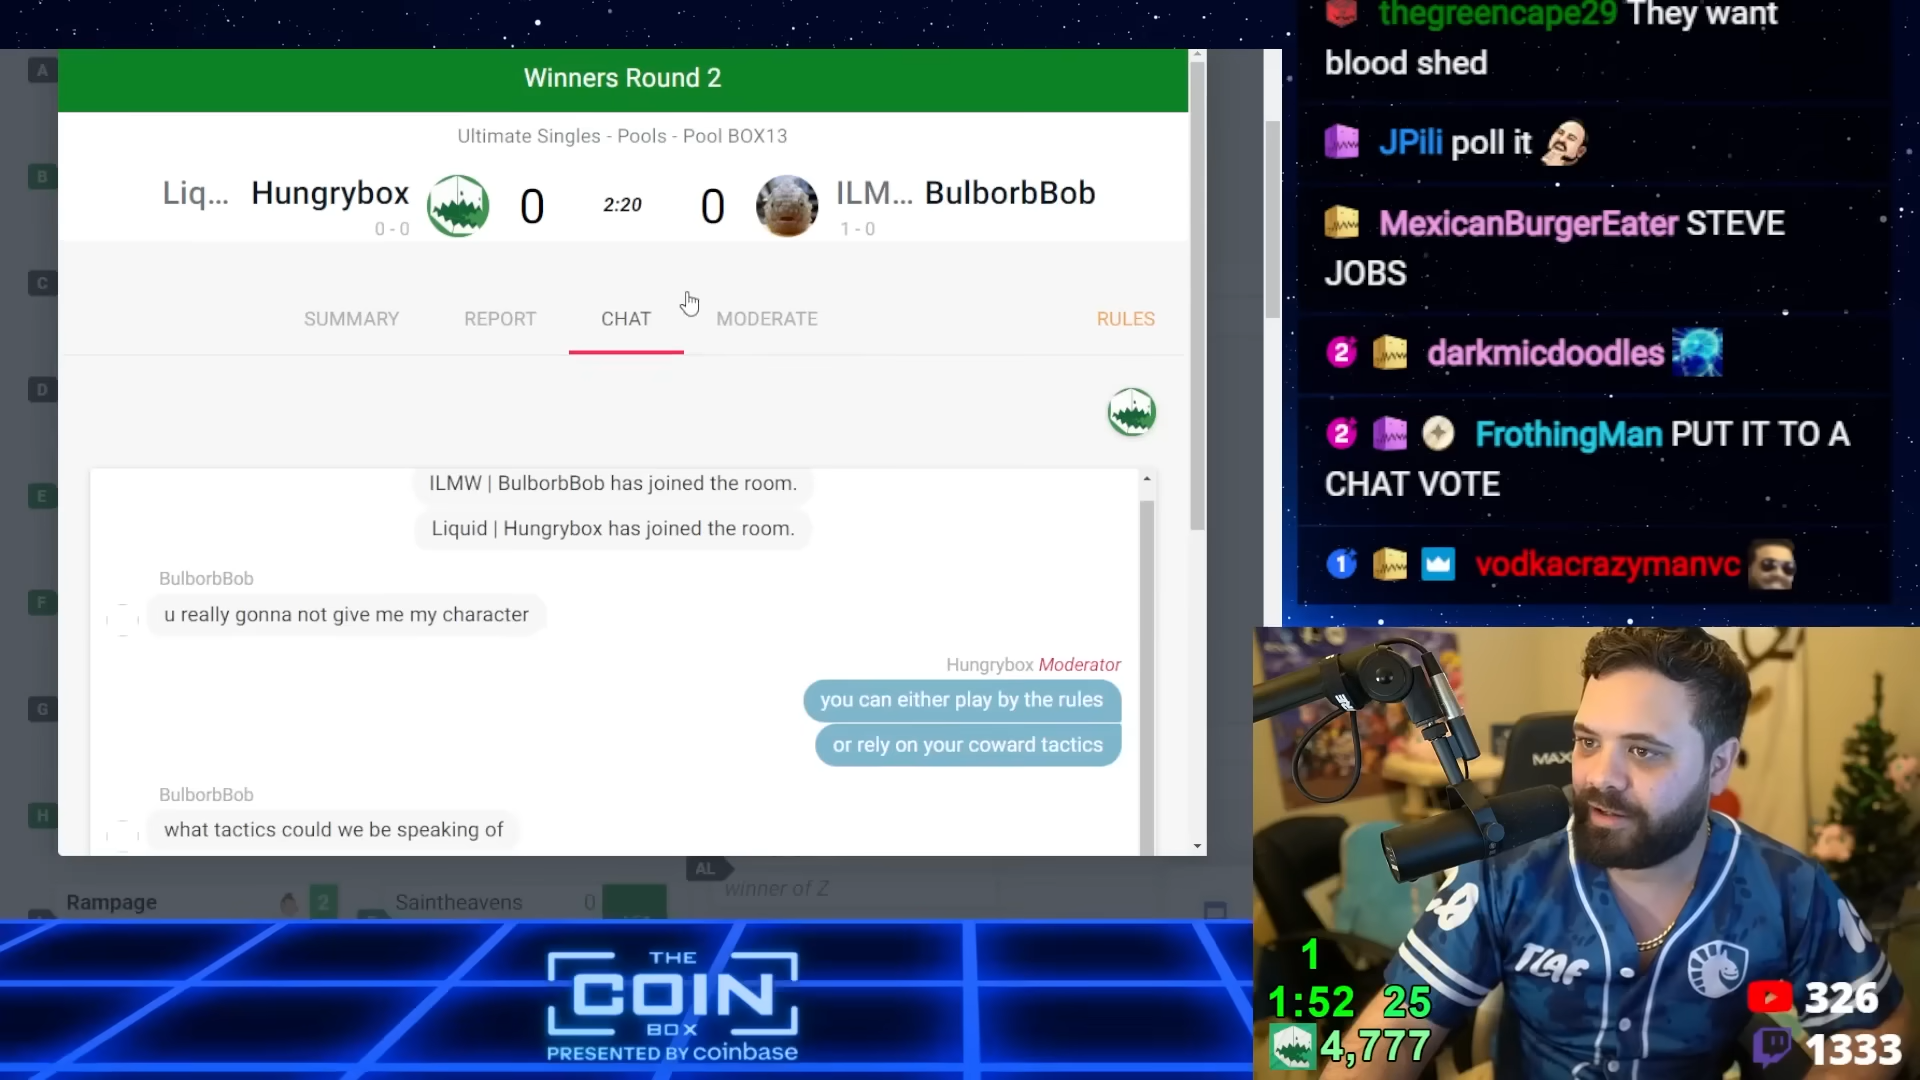 Winners Round 2
Ultimate Singles - Pools - Pool BOX13
Liq... Hungrybox 0 2:20 0 ILM... BulborbBob
0 - 0 1 - 0
SUMMARY REPORT CHAT MODERATE RULES
ILMW | BulborbBob has joined the room.
Liquid | Hungrybox has joined the room.
BulborbBob
u really gonna not give me my character
Hungrybox Moderator
you can either play by the rules
or rely on your coward tactics
BulborbBob
what tactics could we be speaking of
A
B
C
D
E
F
G
H
AL
winner of Z
Rampage 2 Saintheavens 0
THE
COIN
BOX
PRESENTED BY coinbase
thegreencape29 They want
blood shed
JPili poll it
MexicanBurgerEater STEVE
JOBS
2 darkmicdoodles
2 FrothingMan PUT IT TO A
CHAT VOTE
1 vodkacrazymanvc
MAX
TLOF
1
1:52 25
4,777
326
1333